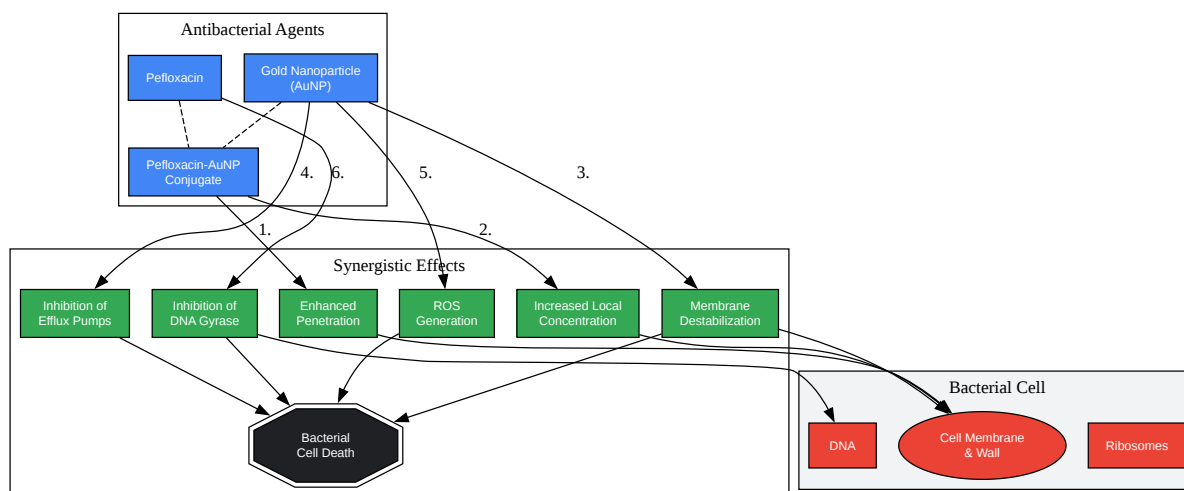 Antibacterial Agents
Pefloxacin
Gold Nanoparticle
(AuNP)
Pefloxacin-AuNP
Conjugate
4.
6.
5.
3.
1.
2.
Synergistic Effects
Inhibition of
Efflux Pumps
Inhibition of
DNA Gyrase
Enhanced
Penetration
ROS
Generation
Increased Local
Concentration
Membrane
Destabilization
Bacterial Cell
Bacterial
Cell Death
DNA
Cell Membrane
& Wall
Ribosomes